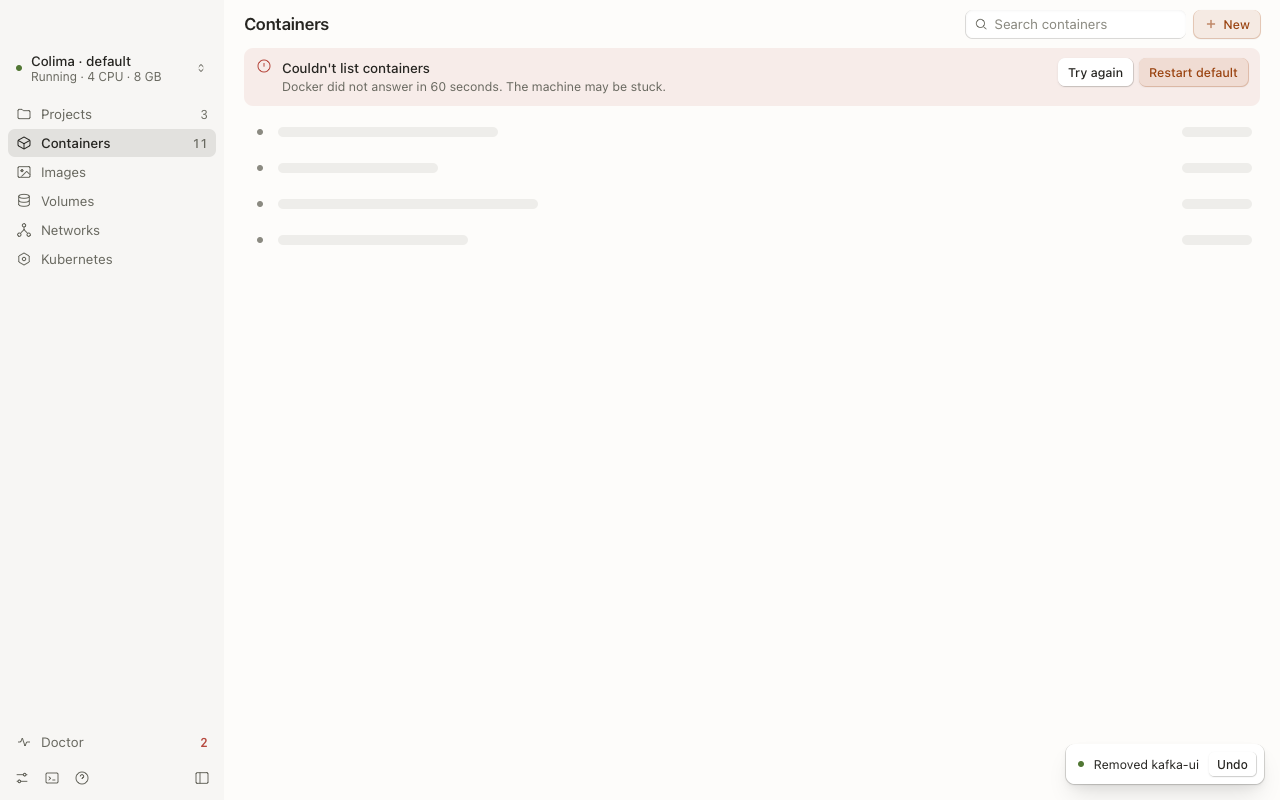 Colima · default
Running · 4 CPU · 8 GB
Projects 3
Containers 11
Images
Volumes
Networks
Kubernetes
Doctor 2
Containers
Search containers
New
Couldn't list containers
Docker did not answer in 60 seconds. The machine may be stuck.
Try again
Restart default
Removed kafka-ui
Undo